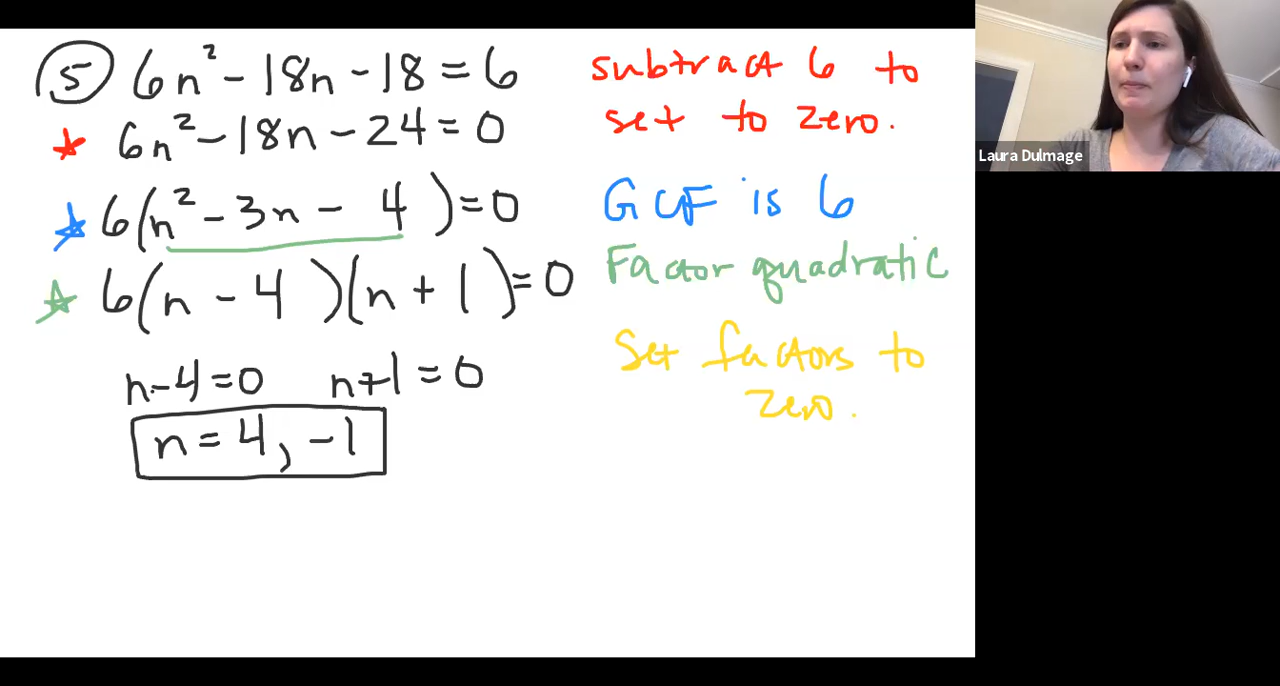 5 6n² - 18n - 18 = 6
subtract 6 to
set to zero.
6n² - 18n - 24 = 0
6(n² - 3n - 4) = 0
GCF is 6
Factor quadratic
6(n - 4)(n + 1) = 0
Set factors to
zero.
n - 4 = 0 n + 1 = 0
n = 4, -1
Laura Dulmage